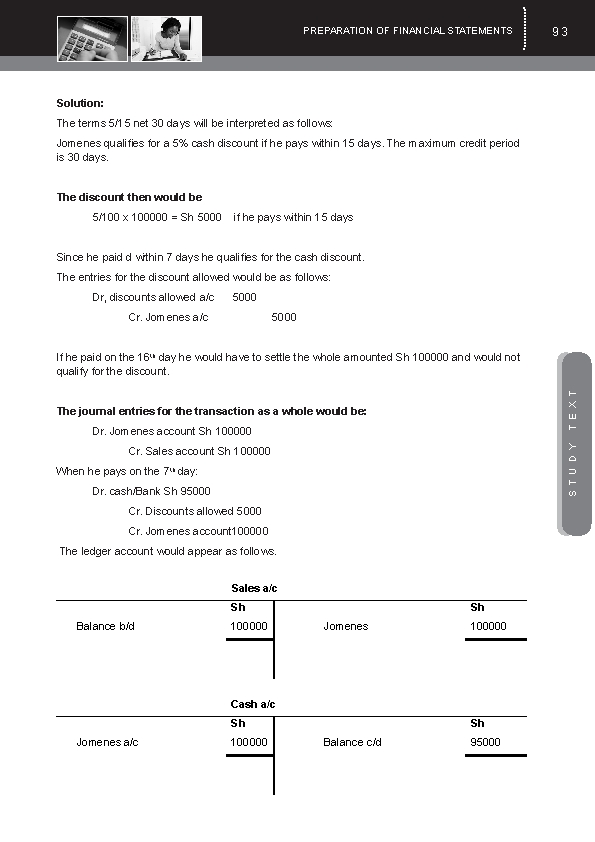 PREPARATION OF FINANCIAL STATEMENTS 93
Solution:
The terms 5/15 net 30 days will be interpreted as follows:
Jomenes qualifies for a 5% cash discount if he pays within 15 days. The maximum credit period
is 30 days.
The discount then would be
5/100 x 100000 = Sh 5000 if he pays within 15 days
Since he paid d within 7 days he qualifies for the cash discount.
The entries for the discount allowed would be as follows:
Dr, discounts allowed a/c 5000
Cr. Jomenes a/c 5000
If he paid on the 16th day he would have to settle the whole amounted Sh 100000 and would not
qualify for the discount.
The journal entries for the transaction as a whole would be:
Dr. Jomenes account Sh 100000
Cr. Sales account Sh 100000
When he pays on the 7th day:
Dr. cash/Bank Sh 95000
Cr. Discounts allowed 5000
Cr. Jomenes account100000
The ledger account would appear as follows.
Sales a/c
Sh Sh
Balance b/d 100000 Jomenes 100000
Cash a/c
Sh Sh
Jomenes a/c 100000 Balance c/d 95000
STUDY TEXT